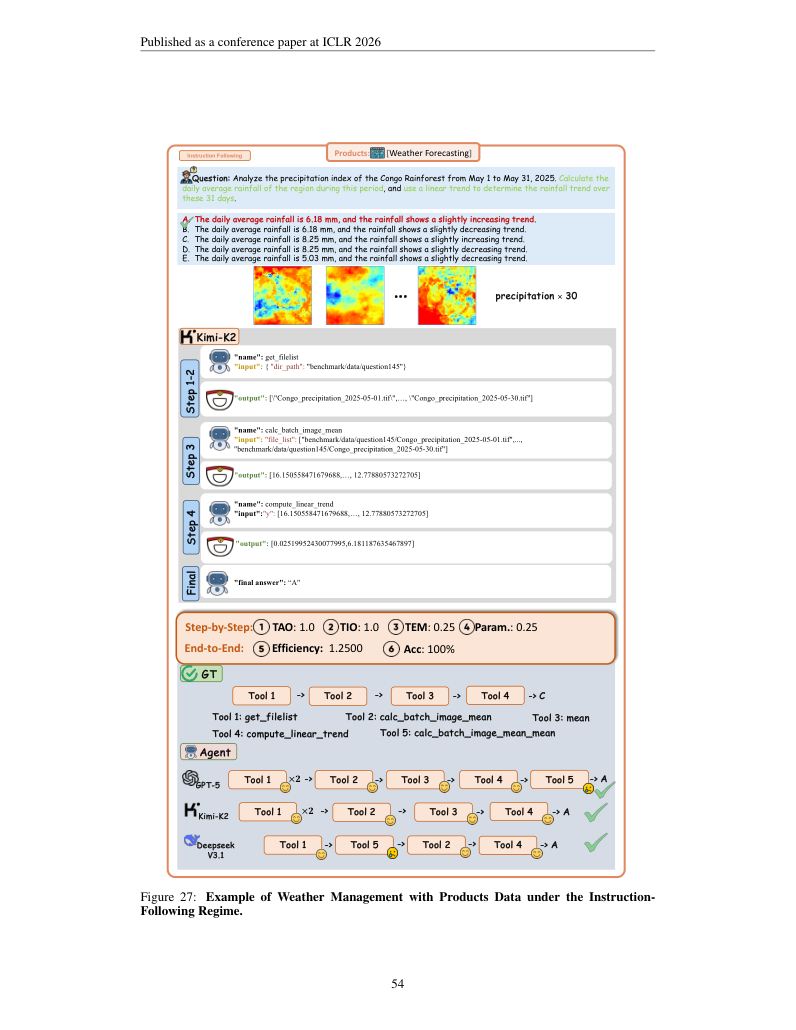 Published as a conference paper at ICLR 2026
Instruction Following
Products: [Weather Forecasting]
Question: Analyze the precipitation index of the Congo Rainforest from May 1 to May 31, 2025. Calculate the
daily average rainfall of the region during this period, and use a linear trend to determine the rainfall trend over
these 31 days.
A. The daily average rainfall is 6.18 mm, and the rainfall shows a slightly increasing trend.
B. The daily average rainfall is 6.18 mm, and the rainfall shows a slightly decreasing trend.
C. The daily average rainfall is 8.25 mm, and the rainfall shows a slightly increasing trend.
D. The daily average rainfall is 8.25 mm, and the rainfall shows a slightly decreasing trend.
E. The daily average rainfall is 5.03 mm, and the rainfall shows a slightly decreasing trend.
... precipitation × 30
Kimi-K2
Step 1-2
"name": get_filelist
"input": { "dir_path": "benchmark/data/question145"}
"output": [\"Congo_precipitation_2025-05-01.tif\",..., \"Congo_precipitation_2025-05-30.tif"]
Step 3
"name": calc_batch_image_mean
"input": "file_list": ["benchmark/data/question145/Congo_precipitation_2025-05-01.tif",...,
"benchmark/data/question145/Congo_precipitation_2025-05-30.tif"]
"output": [16.150558471679688,..., 12.77880573272705]
Step 4
"name": compute_linear_trend
"input":"y": [16.150558471679688,..., 12.77880573272705]
"output": [0.02519952430077995,6.181187635467897]
Final
"final answer": "A"
Step-by-Step: 1 TAO: 1.0 2 TIO: 1.0 3 TEM: 0.25 4 Param.: 0.25
End-to-End: 5 Efficiency: 1.2500 6 Acc: 100%
GT
Tool 1 -> Tool 2 -> Tool 3 -> Tool 4 -> C
Tool 1: get_filelist Tool 2: calc_batch_image_mean Tool 3: mean
Tool 4: compute_linear_trend Tool 5: calc_batch_image_mean_mean
Agent
GPT-5 Tool 1 ×2 -> Tool 2 -> Tool 3 -> Tool 4 -> Tool 5 -> A
Kimi-K2 Tool 1 ×2 -> Tool 2 -> Tool 3 -> Tool 4 -> A
Deepseek
V3.1 Tool 1 -> Tool 5 -> Tool 2 -> Tool 4 -> A
Figure 27: Example of Weather Management with Products Data under the Instruction-
Following Regime.
54